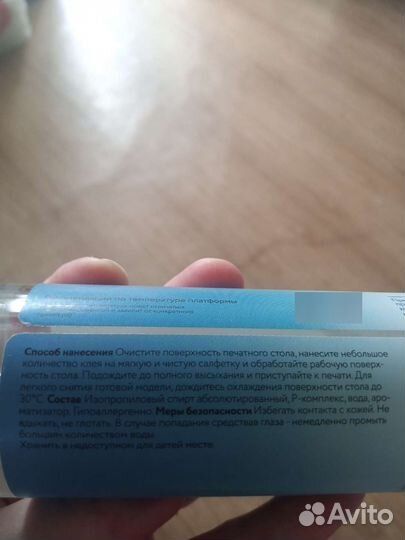 по температуре платформы
Способ нанесения Очистите поверхность печатного стола, нанесите небольшое
количество клея на мягкую и чистую салфетку и обработайте рабочую поверх-
ность стола. Подождите до полного высыхания и приступайте к печати. Для
легкого снятия готовой модели, дождитесь охлаждения поверхности стола до
30°C. Состав Изопропиловый спирт абсолютированный, P-комплекс, вода, аро-
матизатор. Гипоаллергенно. Меры безопасности Избегать контакта с кожей. Не
вдыхать, не глотать. В случае попадания средства глаза - немедленно промыть
большим количеством воды.
Хранить в недоступном для детей месте.
Avito